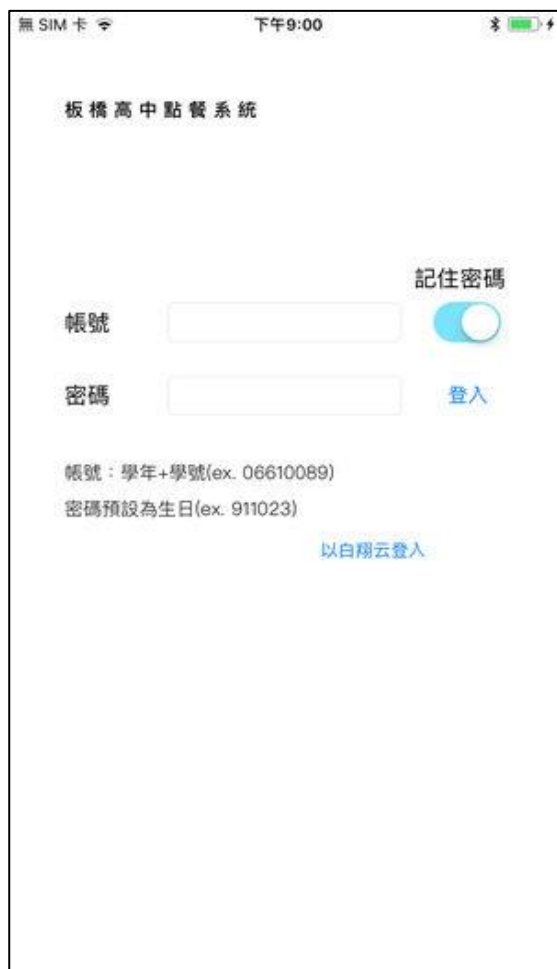 無 SIM 卡 下午9:00
板橋高中點餐系統
記住密碼
帳號
密碼 登入
帳號：學年+學號(ex. 06610089)
密碼預設為生日(ex. 911023)
以白翔云登入